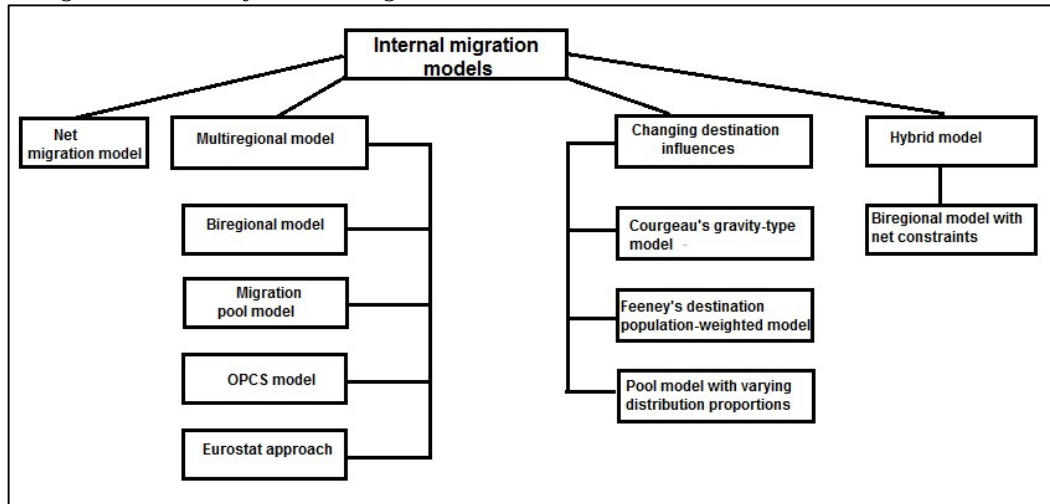 Internal migration
models
Net
migration model
Multiregional model
Biregional model
Migration
pool model
OPCS model
Eurostat approach
Changing destination
influences
Courgeau's gravity-type
model
Feeney's destination
population-weighted model
Pool model with varying
distribution proportions
Hybrid model
Biregional model with
net constraints